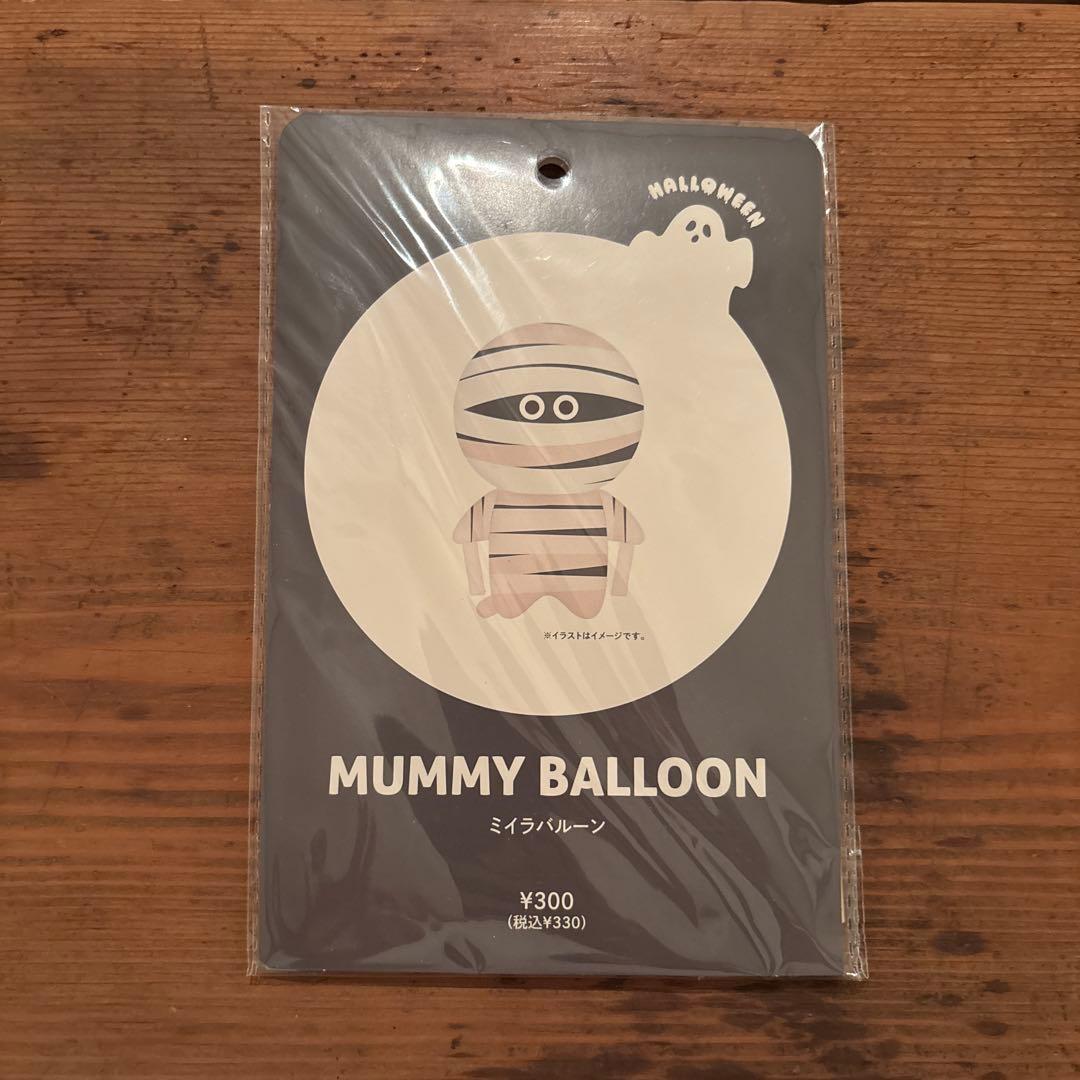 HALLOWEEN
※イラストはイメージです。
MUMMY BALLOON
ミイラバルーン
¥300
(税込¥330)